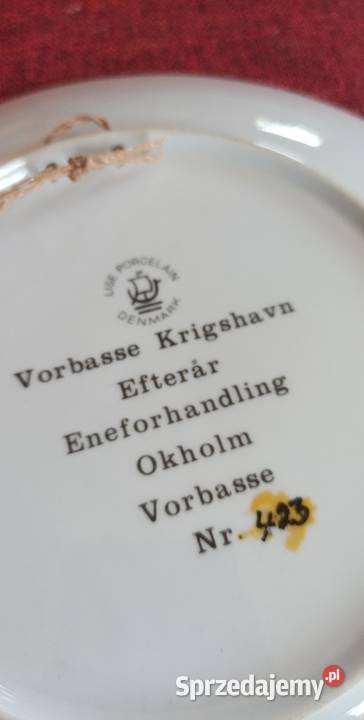 LISE PORCELAIN
DENMARK
Vorbasse Krigshavn
Efterår
Eneforhandling
Okholm
Vorbasse
Nr. 423
Sprzedajemy.pl